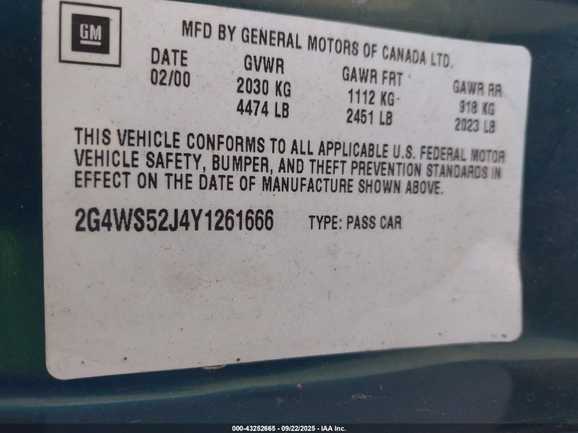 GM
MFD BY GENERAL MOTORS OF CANADA LTD.
DATE GVWR GAWR FRT GAWR RR
02/00 2030 KG 1112 KG 918 KG
4474 LB 2451 LB 2023 LB
THIS VEHICLE CONFORMS TO ALL APPLICABLE U.S. FEDERAL MOTOR
VEHICLE SAFETY, BUMPER, AND THEFT PREVENTION STANDARDS IN
EFFECT ON THE DATE OF MANUFACTURE SHOWN ABOVE.
2G4WS52J4Y1261666 TYPE: PASS CAR
000-43252665 - 09/22/2025 - IAA Inc.